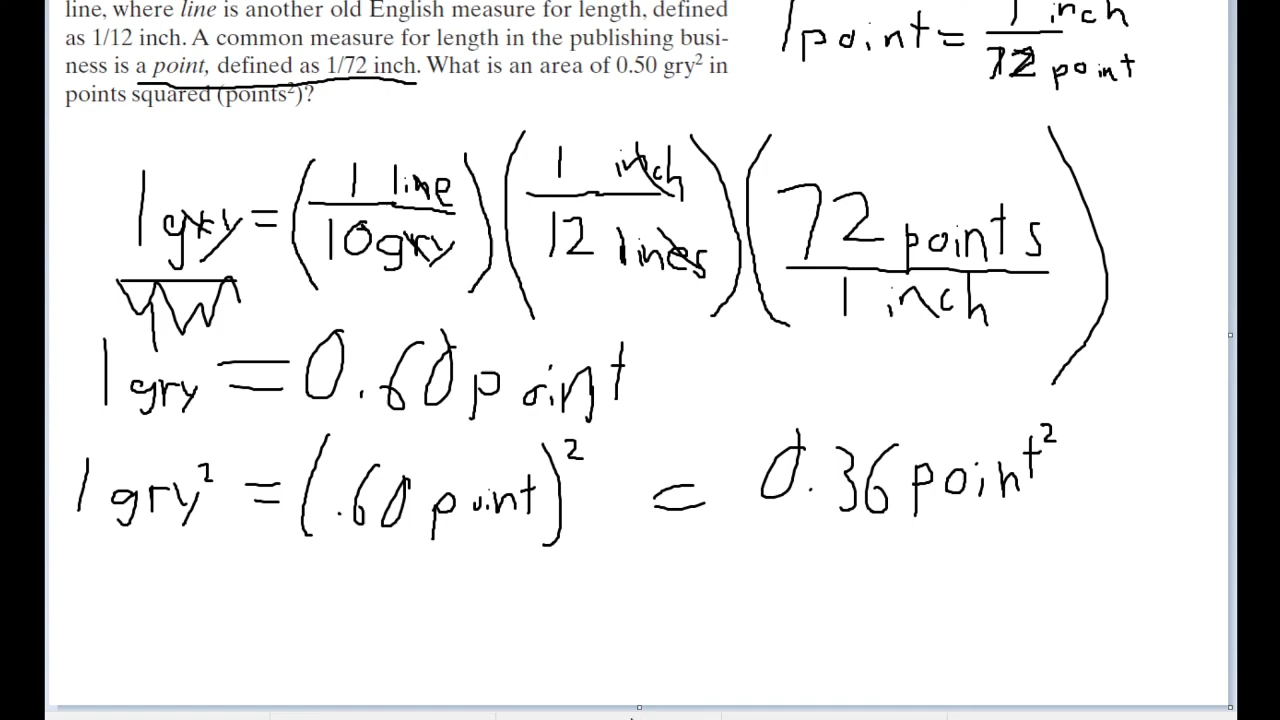 line, where line is another old English measure for length, defined
as 1/12 inch. A common measure for length in the publishing busi-
ness is a point, defined as 1/72 inch. What is an area of 0.50 gry² in
points squared (points²)?
1 point = 1 inch / 72 point
1 gry = (1 line / 10 gry) (1 inch / 12 lines) (72 points / 1 inch)
1 gry = 0.60 point
1 gry² = (.60 point)² = 0.36 point²